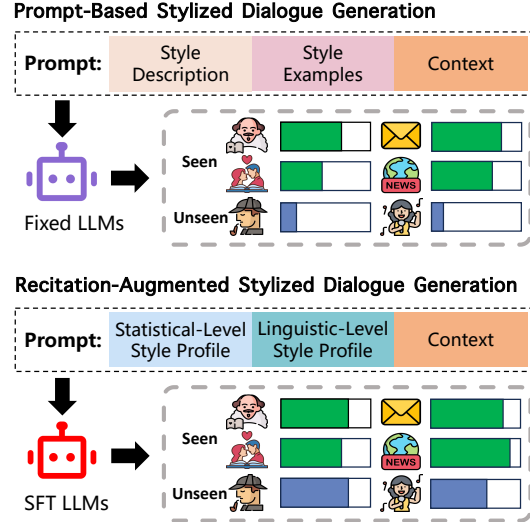 Prompt-Based Stylized Dialogue Generation
Prompt:
Style
Description
Style
Examples
Context
Seen
NEWS
Unseen
Fixed LLMs
Recitation-Augmented Stylized Dialogue Generation
Prompt:
Statistical-Level
Style Profile
Linguistic-Level
Style Profile
Context
Seen
NEWS
Unseen
SFT LLMs